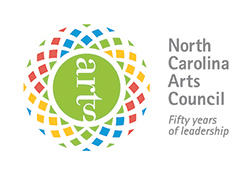 arts
North
Carolina
Arts
Council
Fifty years
of leadership